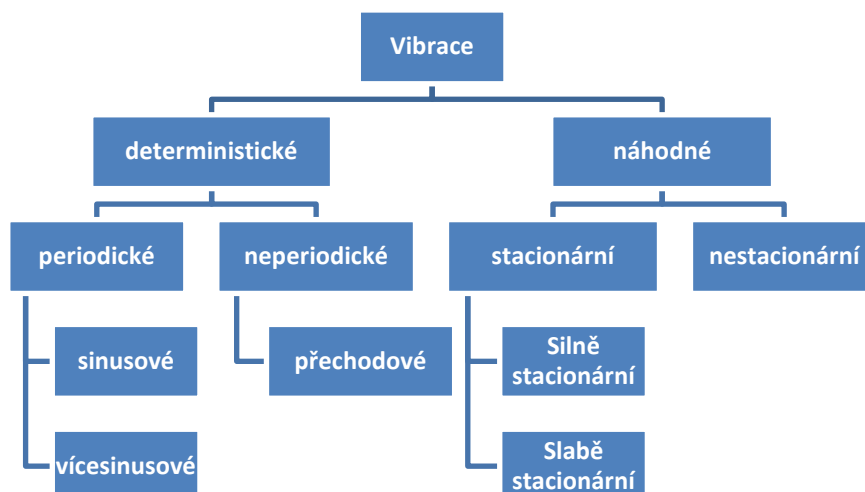 Vibrace
deterministické
náhodné
periodické
neperiodické
stacionární
nestacionární
sinusové
přechodové
Silně
stacionární
vícesinusové
Slabě
stacionární